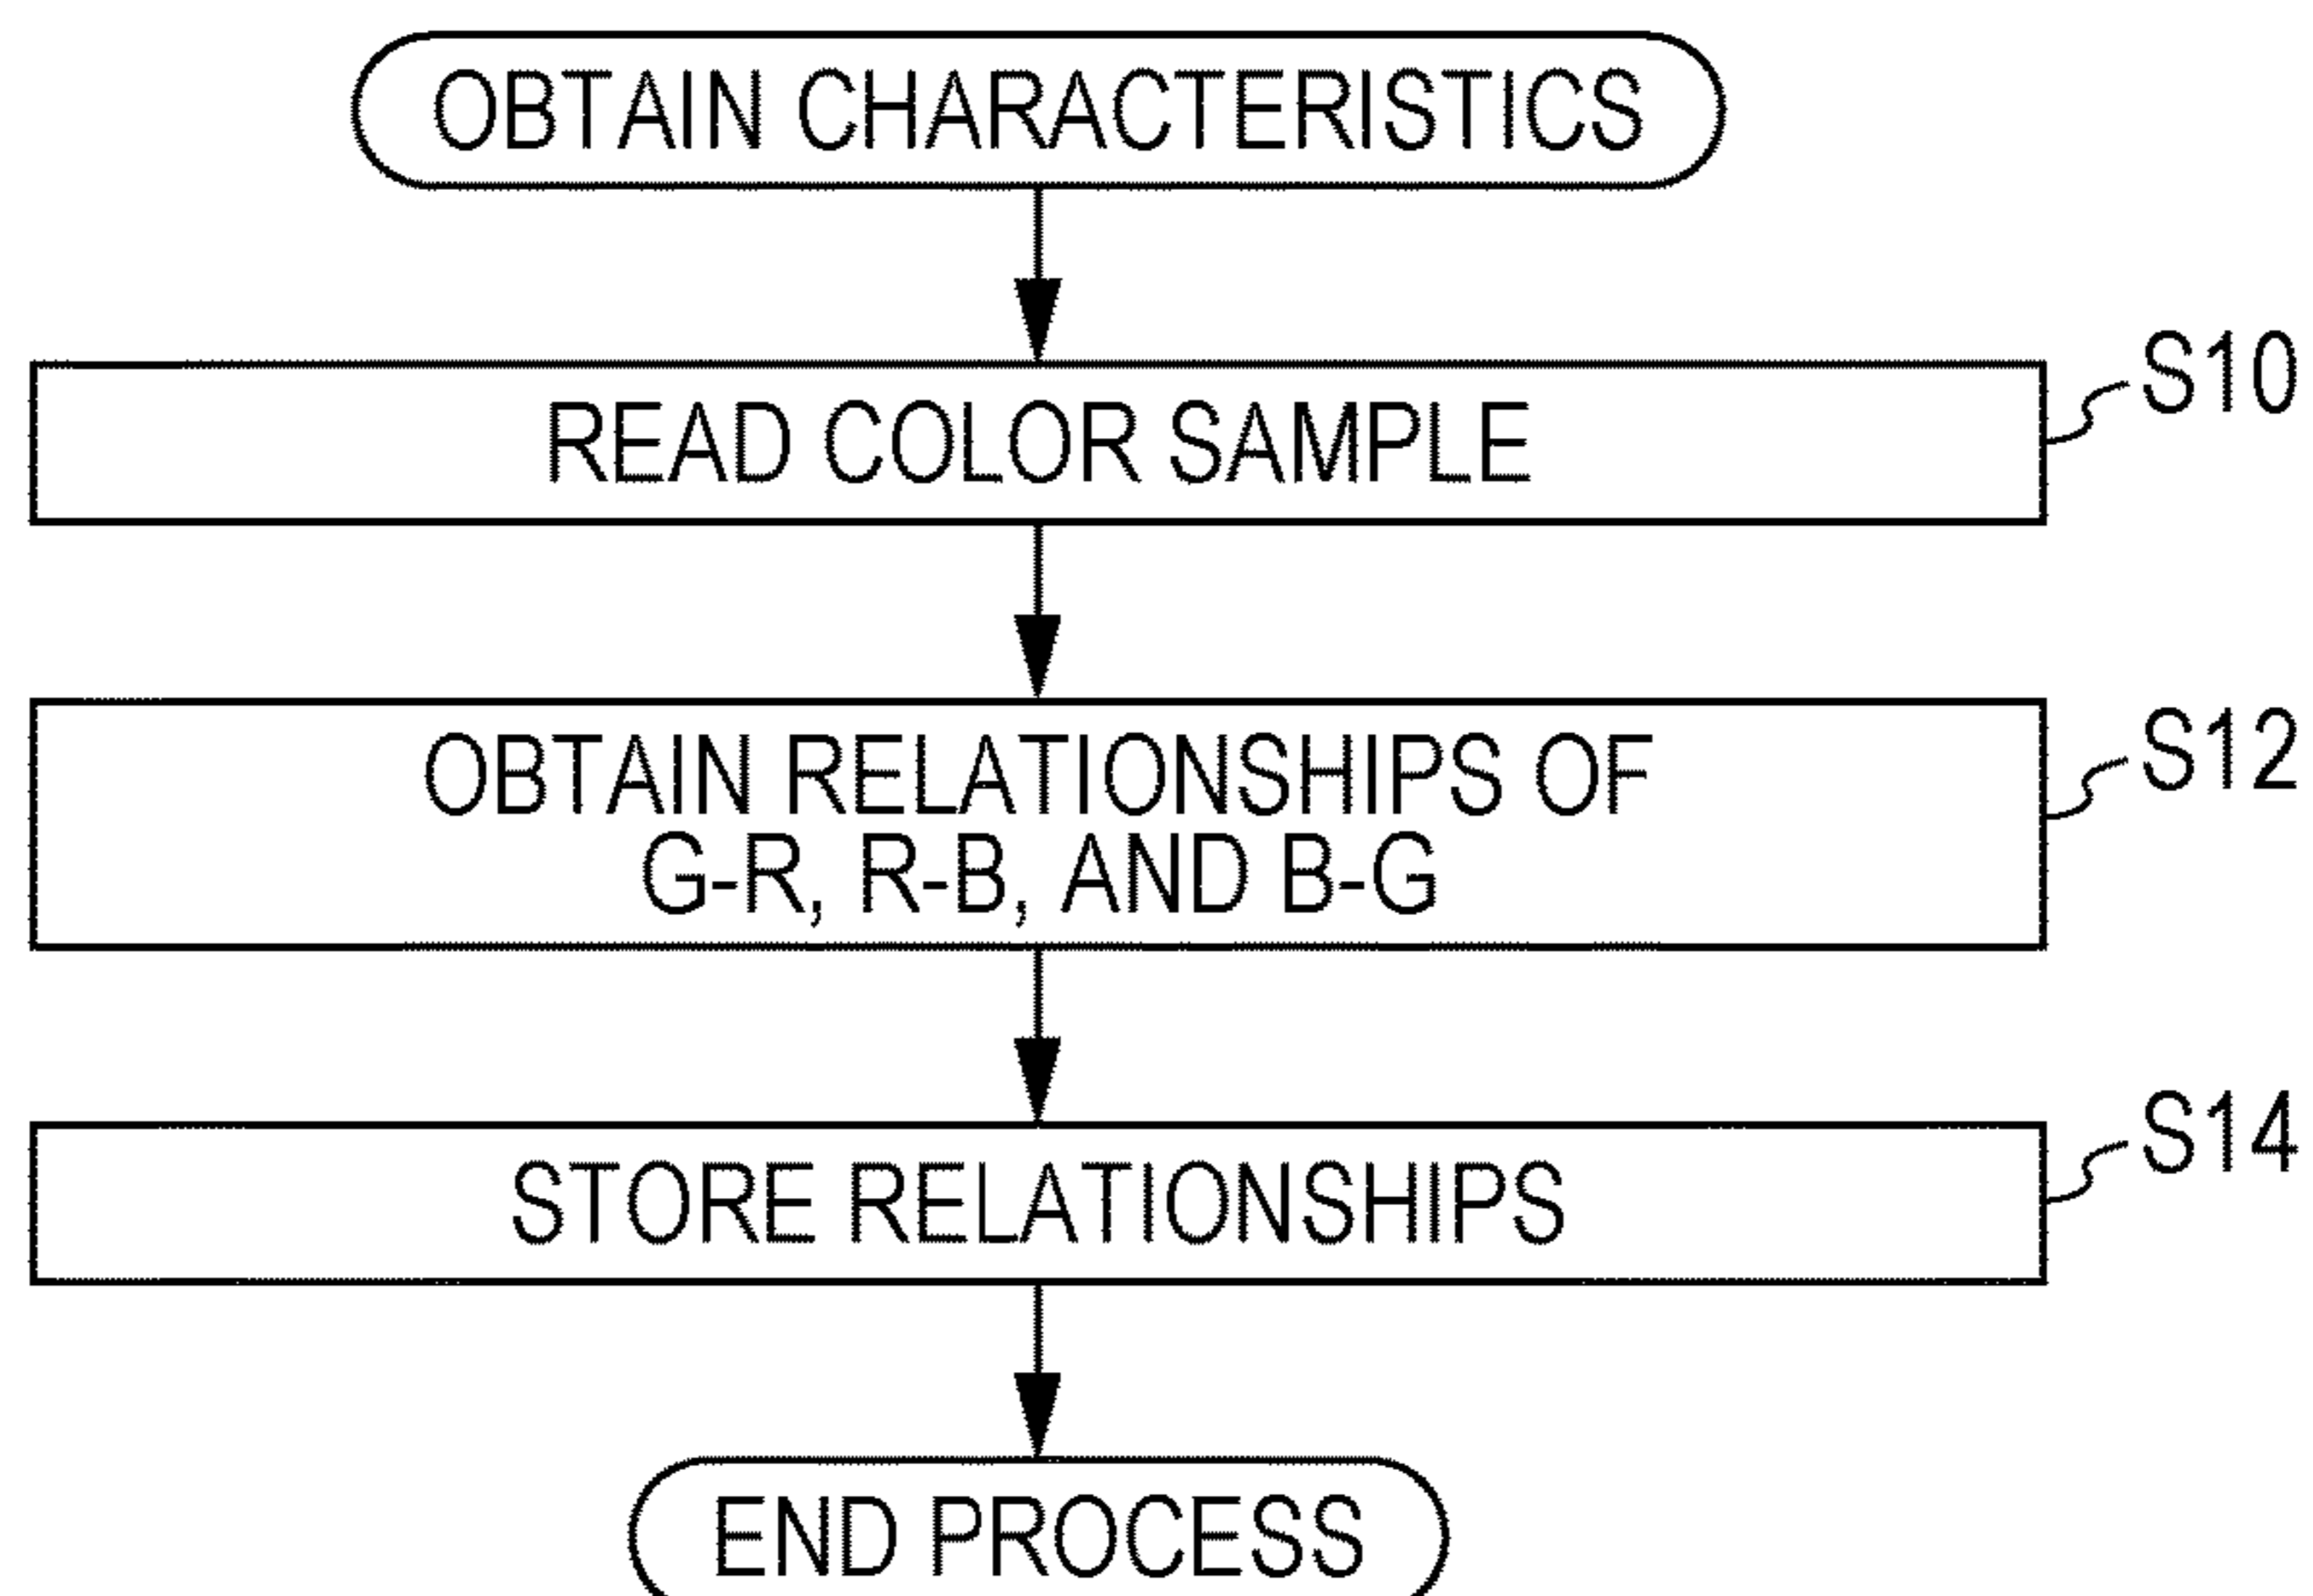 OBTAIN CHARACTERISTICS
READ COLOR SAMPLE
S10
OBTAIN RELATIONSHIPS OF
G-R, R-B, AND B-G
S12
STORE RELATIONSHIPS
S14
END PROCESS